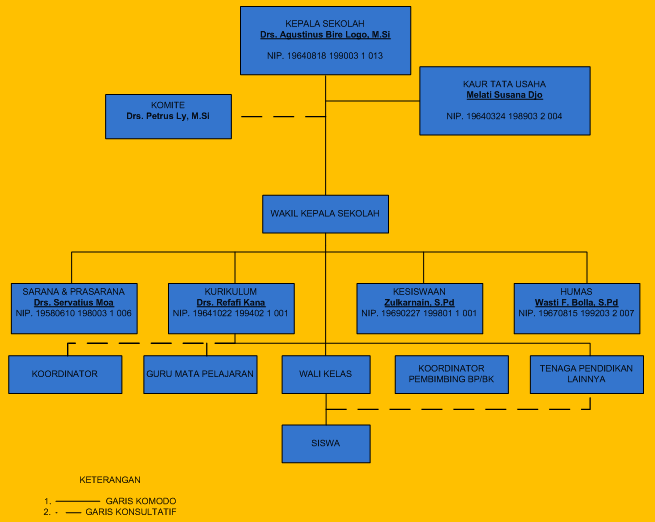 KEPALA SEKOLAH
Drs. Agustinus Bire Logo, M.Si
NIP. 19640818 199003 1 013
KAUR TATA USAHA
Melati Susana Djo
NIP. 19640324 198903 2 004
KOMITE
Drs. Petrus Ly, M.Si
WAKIL KEPALA SEKOLAH
SARANA & PRASARANA
Drs. Servatius Moa
NIP. 19580610 198003 1 006
KURIKULUM
Drs. Refafi Kana
NIP. 19641022 199402 1 001
KESISWAAN
Zulkarnain, S.Pd
NIP. 19690227 199801 1 001
HUMAS
Wasti F. Bolla, S.Pd
NIP. 19670815 199203 2 007
KOORDINATOR
GURU MATA PELAJARAN
WALI KELAS
KOORDINATOR
PEMBIMBING BP/BK
TENAGA PENDIDIKAN
LAINNYA
SISWA
KETERANGAN
1. GARIS KOMODO
2. GARIS KONSULTATIF